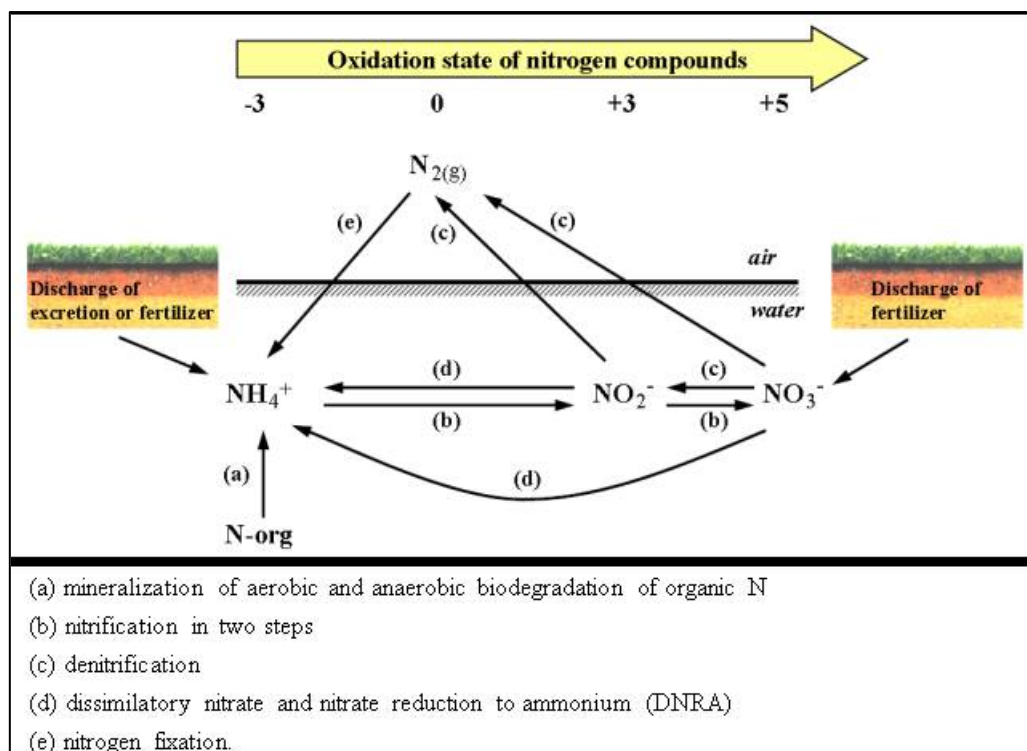 Oxidation state of nitrogen compounds
-3 0 +3 +5
N2(g)
(e) (c) (c)
air
water
Discharge of
excretion or fertilizer
Discharge of
fertilizer
NH4+ (d) NO2- (c) NO3-
(b) (b)
(a) (d)
N-org
(a) mineralization of aerobic and anaerobic biodegradation of organic N
(b) nitrification in two steps
(c) denitrification
(d) dissimilatory nitrate and nitrate reduction to ammonium (DNRA)
(e) nitrogen fixation.